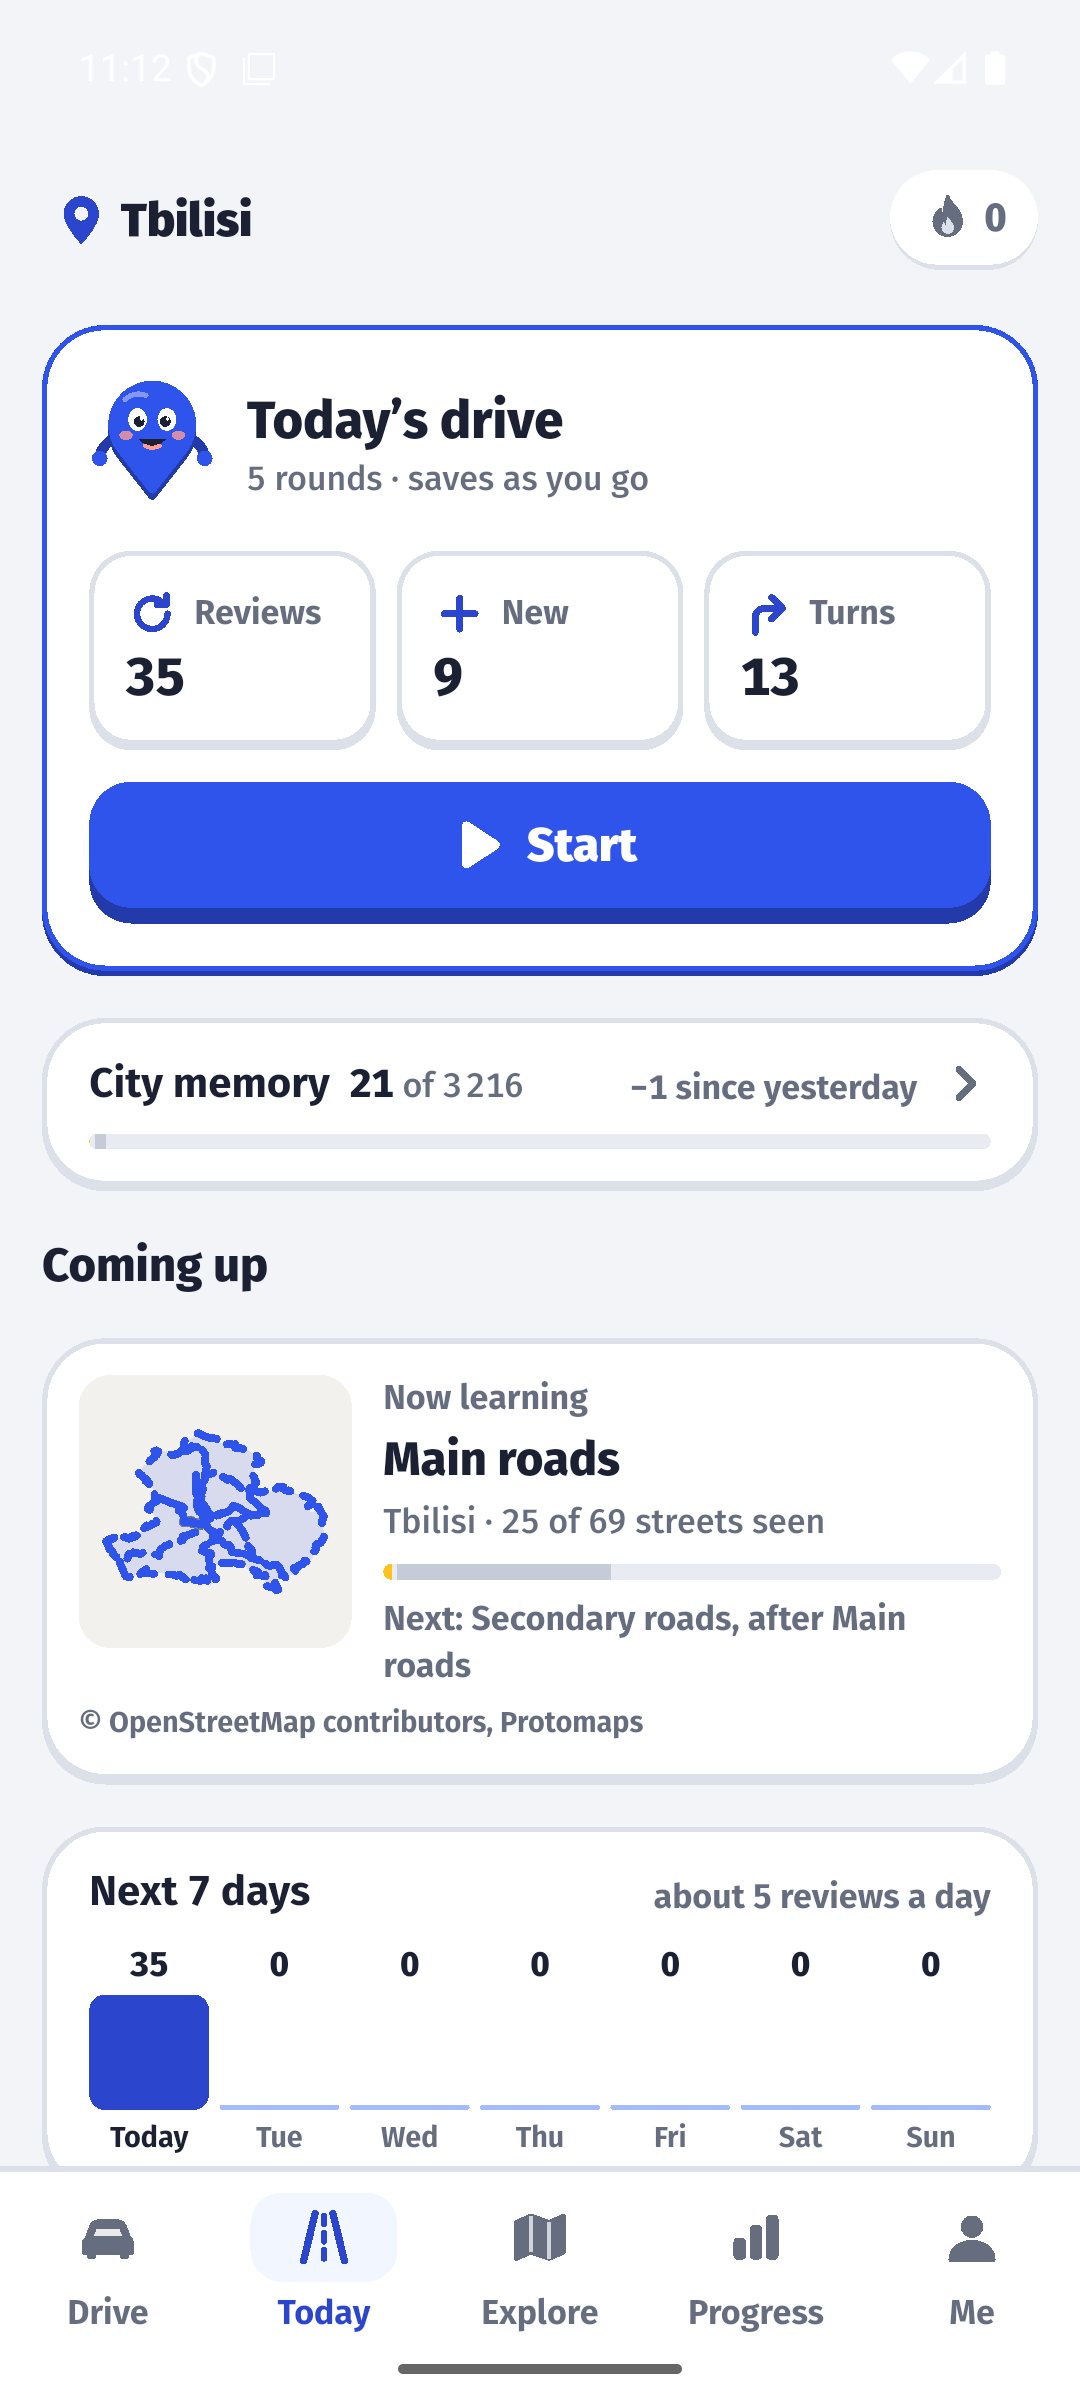 11:12
Tbilisi
0
Today’s drive
5 rounds · saves as you go
Reviews
35
New
9
Turns
13
Start
City memory 21 of 3 216
−1 since yesterday
Coming up
Now learning
Main roads
Tbilisi · 25 of 69 streets seen
Next: Secondary roads, after Main
roads
© OpenStreetMap contributors, Protomaps
Next 7 days
about 5 reviews a day
35 0 0 0 0 0 0
Today Tue Wed Thu Fri Sat Sun
Drive Today Explore Progress Me